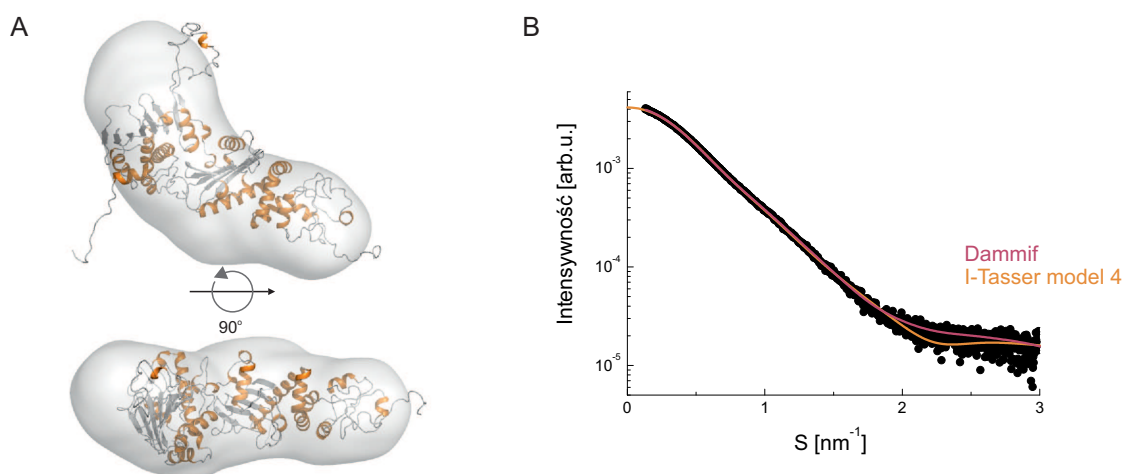 A
90°
B
Intensywność [arb.u.]
10⁻³
10⁻⁴
10⁻⁵
Dammif
I-Tasser model 4
0
1
2
3
S [nm⁻¹]